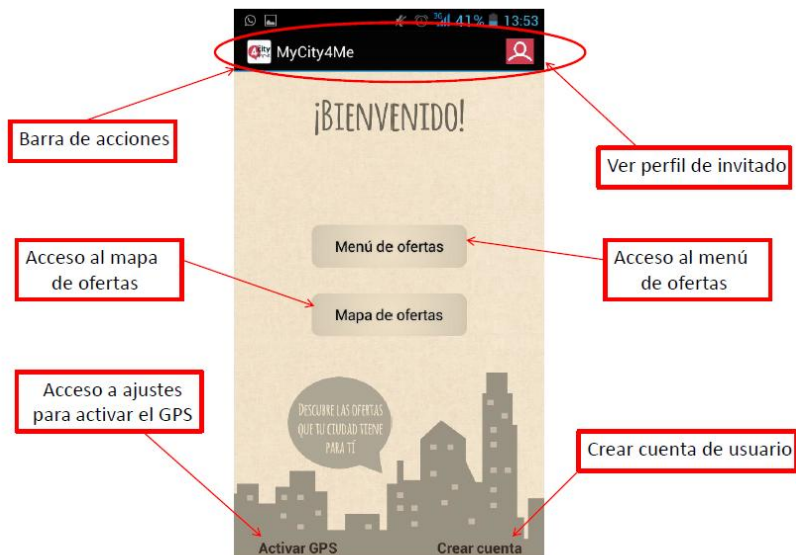 3G 41% 13:53
4City
MyCity4Me
¡BIENVENIDO!
Barra de acciones
Ver perfil de invitado
Menú de ofertas
Acceso al mapa
de ofertas
Acceso al menú
de ofertas
Mapa de ofertas
Acceso a ajustes
para activar el GPS
DESCUBRE LAS OFERTAS
QUE TU CIUDAD TIENE
PARA TÍ
Crear cuenta de usuario
Activar GPS
Crear cuenta